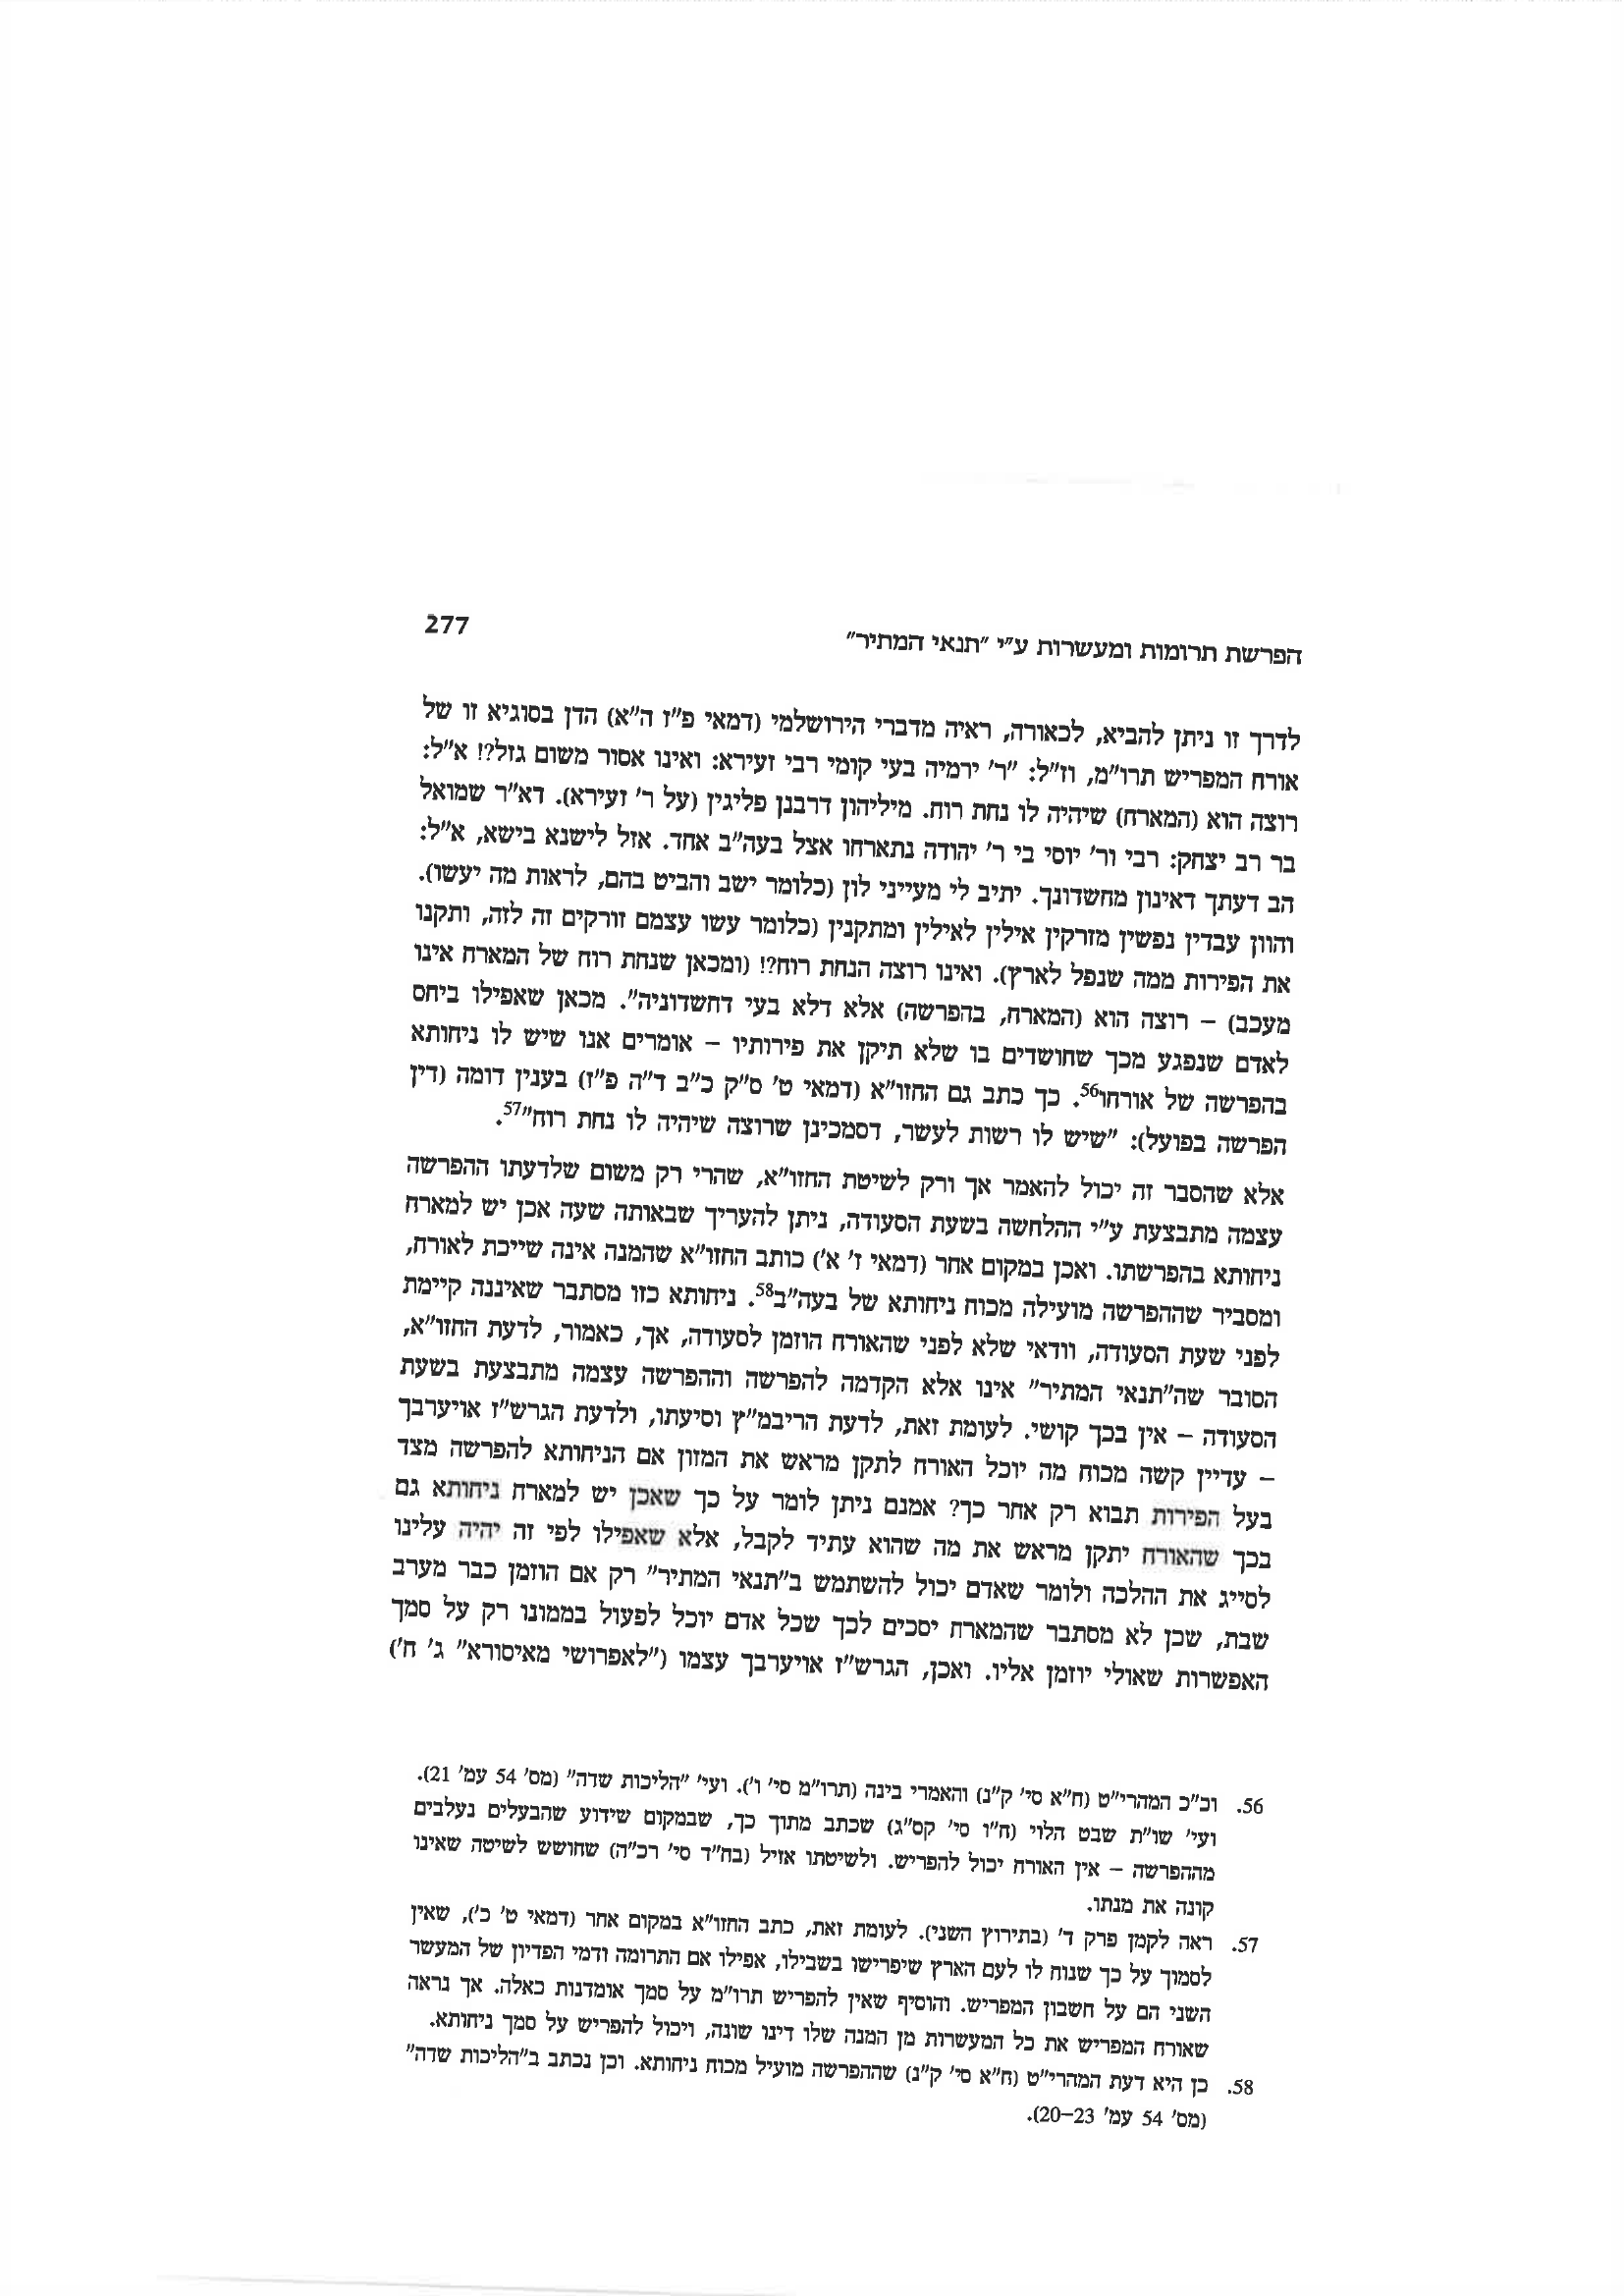 הפרשת תרומות ומעשרות ע״י ״תנאי המתיר״ 277
לדרך זו ניתן להביא, לכאורה, ראיה מדברי הירושלמי (דמאי פ״ז ה״א) הדן בסוגיא זו של
אורח המפריש תרו״מ, וז״ל: ״ר׳ ירמיה בעי קומי רבי זעירא: ואינו אסור משום גזל?! א״ל:
רוצה הוא (המארח) שיהיה לו נחת רוח. מיליהון דרבנן פליגין (על ר׳ זעירא). דא״ר שמואל
בר רב יצחק: רבי ור׳ יוסי בי ר׳ יהודה נתארחו אצל בעה״ב אחד. אזל לישנא בישא, א״ל:
הב דעתך דאינון מחשדונך. יתיב לי מעייני לון (כלומר ישב והביט בהם, לראות מה יעשו).
והוון עבדין נפשין מזרקין אילין לאילין ומתקנין (כלומר עשו עצמם זורקים זה לזה, ותקנו
את הפירות ממה שנפל לארץ). ואינו רוצה הנחת רוח?! (ומכאן שנחת רוח של המארח אינו
מעכב) – רוצה הוא (המארח, בהפרשה) אלא דלא בעי דחשדוניה״. מכאן שאפילו ביחס
לאדם שנפגע מכך שחושדים בו שלא תיקן את פירותיו – אומרים אנו שיש לו ניחותא
בהפרשה של אורחו56. כך כתב גם החזו״א (דמאי ט׳ ס״ק כ״ב ד״ה פ״ז) בענין דומה (דין
הפרשה בפועל): ״שיש לו רשות לעשר, דסמכינן שרוצה שיהיה לו נחת רוח״57.
אלא שהסבר זה יכול להאמר אך ורק לשיטת החזו״א, שהרי רק משום שלדעתו ההפרשה
עצמה מתבצעת ע״י ההלחשה בשעת הסעודה, ניתן להעריך שבאותה שעה אכן יש למארח
ניחותא בהפרשתו. ואכן במקום אחר (דמאי ז׳ א׳) כותב החזו״א שהמנה אינה שייכת לאורח,
ומסביר שההפרשה מועילה מכוח ניחותא של בעה״ב58. ניחותא כזו מסתבר שאיננה קיימת
לפני שעת הסעודה, וודאי שלא לפני שהאורח הוזמן לסעודה, אך, כאמור, לדעת החזו״א,
הסובר שה״תנאי המתיר״ אינו אלא הקדמה להפרשה וההפרשה עצמה מתבצעת בשעת
הסעודה – אין בכך קושי. לעומת זאת, לדעת הריבמ״ץ וסיעתו, ולדעת הגרש״ז אויערבך
– עדיין קשה מכוח מה יוכל האורח לתקן מראש את המזון אם הניחותא להפרשה מצד
בעל הפירות תבוא רק אחר כך? אמנם ניתן לומר על כך שאכן יש למארח ניחותא גם
בכך שהאורח יתקן מראש את מה שהוא עתיד לקבל, אלא שאפילו לפי זה יהיה עלינו
לסייג את ההלכה ולומר שאדם יכול להשתמש ב״תנאי המתיר״ רק אם הוזמן כבר מערב
שבת, שכן לא מסתבר שהמארח יסכים לכך שכל אדם יוכל לפעול בממונו רק על סמך
האפשרות שאולי יוזמן אליו. ואכן, הגרש״ז אויערבך עצמו (״לאפרושי מאיסורא״ ג׳ ח׳)
56. וכ״כ המהרי״ט (ח״א סי׳ ק״נ) והאמרי בינה (תרו״מ סי׳ ו׳). ועי׳ ״הליכות שדה״ (מס׳ 54 עמ׳ 21).
ועי׳ שו״ת שבט הלוי (ח״ו סי׳ קס״ג) שכתב מתוך כך, שבמקום שידוע שהבעלים נעלבים
מההפרשה – אין האורח יכול להפריש. ולשיטתו אזיל (בח״ד סי׳ רכ״ה) שחושש לשיטה שאינו
קונה את מנתו.
57. ראה לקמן פרק ד׳ (בתירוץ השני). לעומת זאת, כתב החזו״א במקום אחר (דמאי ט׳ כ׳), שאין
לסמוך על כך שנוח לו לעם הארץ שיפרישו בשבילו, אפילו אם התרומה ודמי הפדיון של המעשר
השני הם על חשבון המפריש. והוסיף שאין להפריש תרו״מ על סמך אומדנות כאלה. אך נראה
שאורח המפריש את כל המעשרות מן המנה שלו דינו שונה, ויכול להפריש על סמך ניחותא.
58. כן היא דעת המהרי״ט (ח״א סי׳ ק״נ) שההפרשה מועיל מכוח ניחותא. וכן נכתב ב״הליכות שדה״
(מס׳ 54 עמ׳ 20–23).